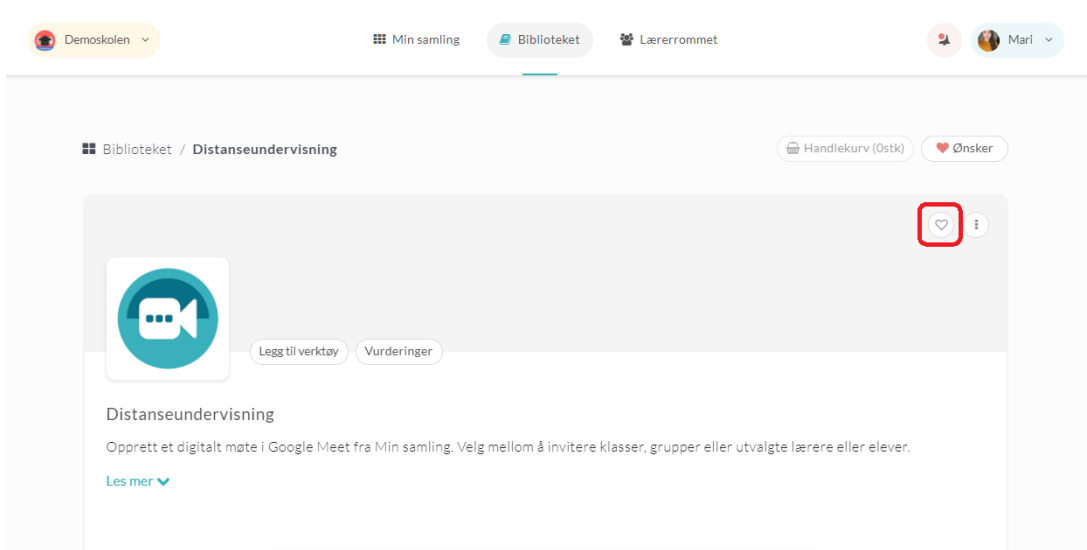 Demoskolen Min samling Biblioteket Lærerrommet Mari
Biblioteket / Distanseundervisning Handlekurv (0stk) Ønsker
Legg til verktøy Vurderinger
Distanseundervisning
Opprett et digitalt møte i Google Meet fra Min samling. Velg mellom å invitere klasser, grupper eller utvalgte lærere eller elever.
Les mer